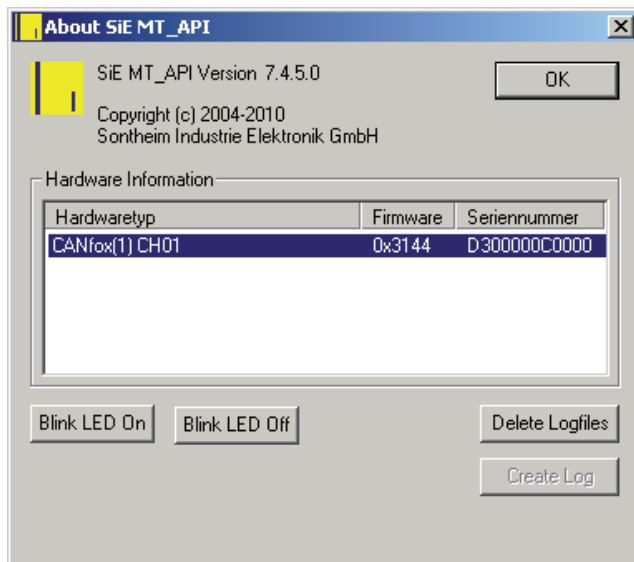 About SiE MT_API
SiE MT_API Version 7.4.5.0
OK
Copyright (c) 2004-2010
Sontheim Industrie Elektronik GmbH
Hardware Information
Hardwaretyp Firmware Seriennummer
CANfox(1) CH01 0x3144 D300000C0000
Blink LED On Blink LED Off Delete Logfiles
Create Log